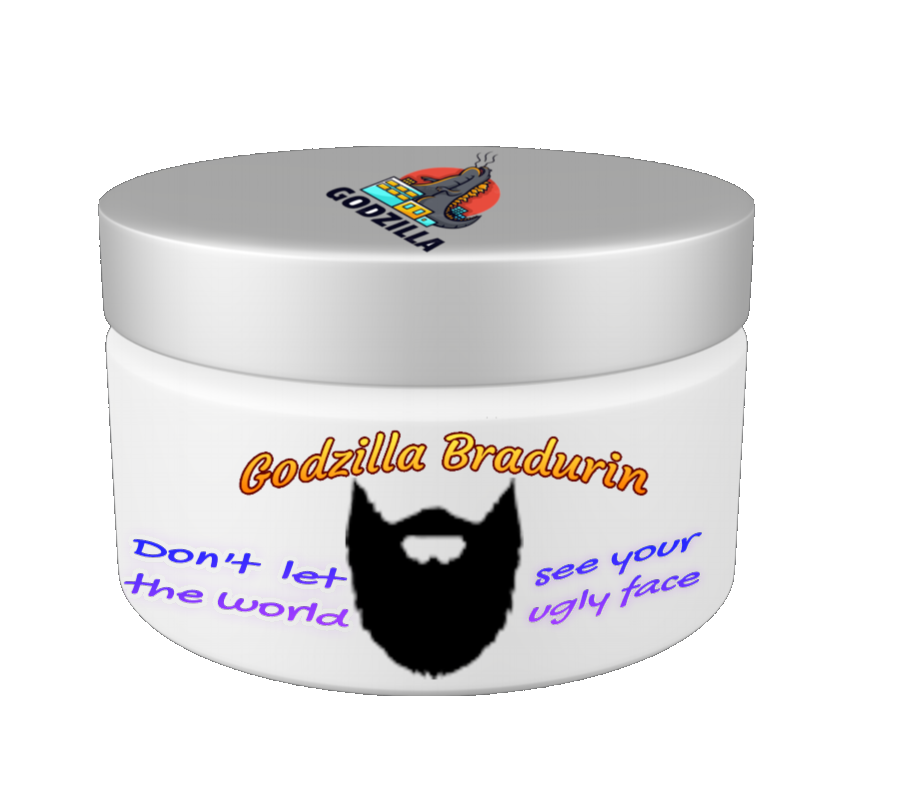 GODZILLA
Godzilla Bradurin
Don't let
the world
see your
ugly face